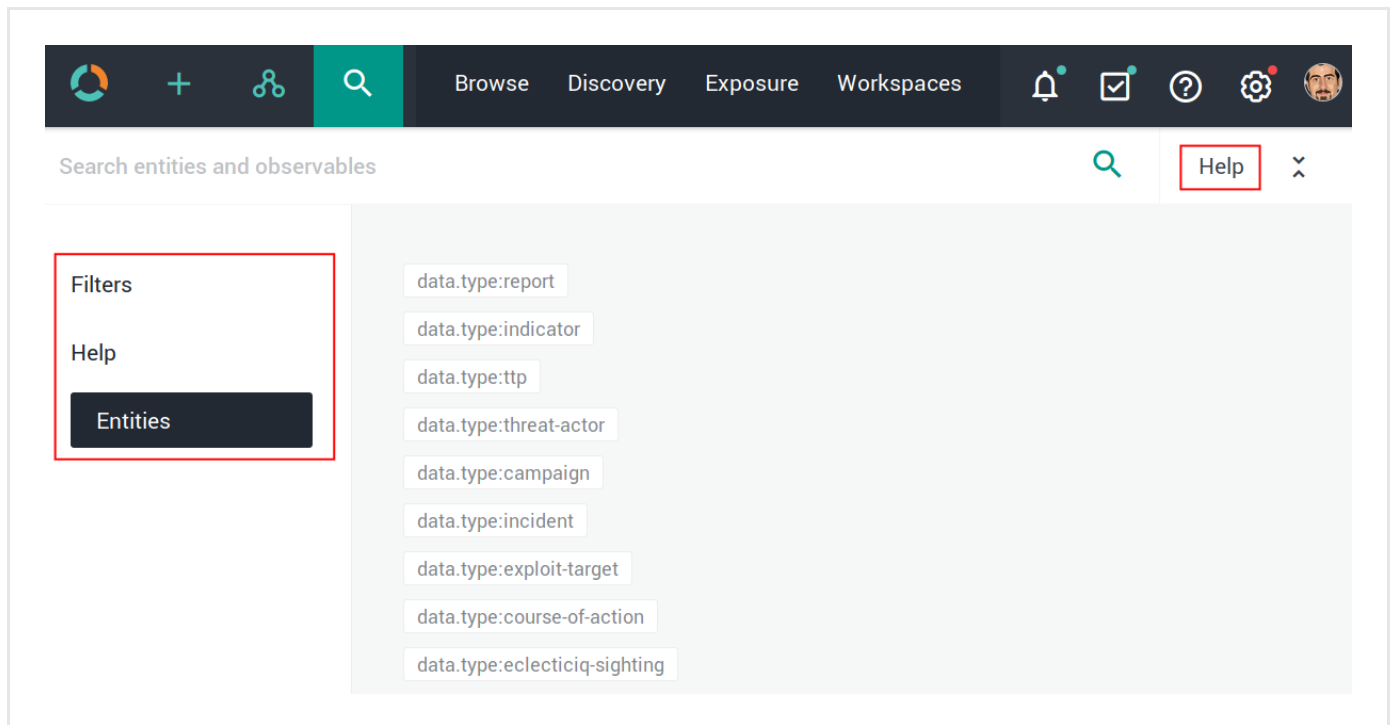 Browse Discovery Exposure Workspaces
Search entities and observables
Help
Filters
Help
Entities
data.type:report
data.type:indicator
data.type:ttp
data.type:threat-actor
data.type:campaign
data.type:incident
data.type:exploit-target
data.type:course-of-action
data.type:eclecticiq-sighting